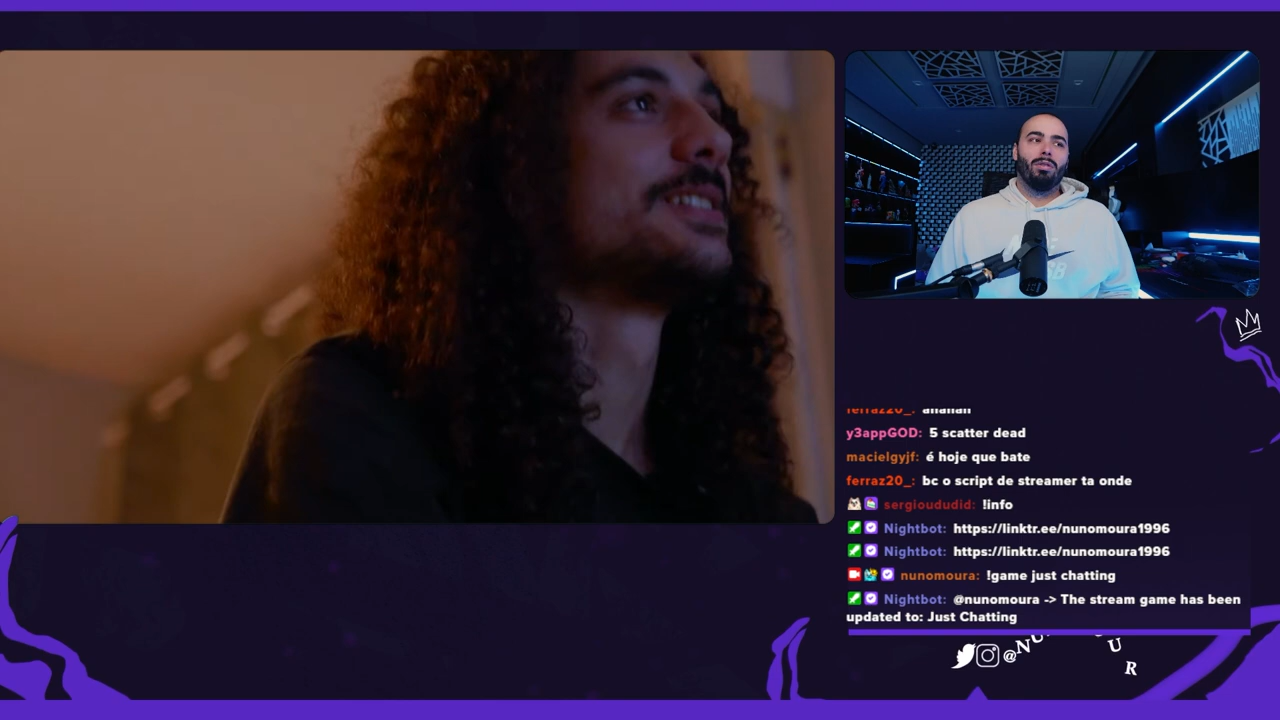 ferraz20_: ahahah
y3appGOD: 5 scatter dead
macielgyjf: é hoje que bate
ferraz20_: bc o script de streamer ta onde
sergioududid: !info
Nightbot: https://linktr.ee/nunomoura1996
Nightbot: https://linktr.ee/nunomoura1996
nunomoura: !game just chatting
Nightbot: @nunomoura -> The stream game has been
updated to: Just Chatting